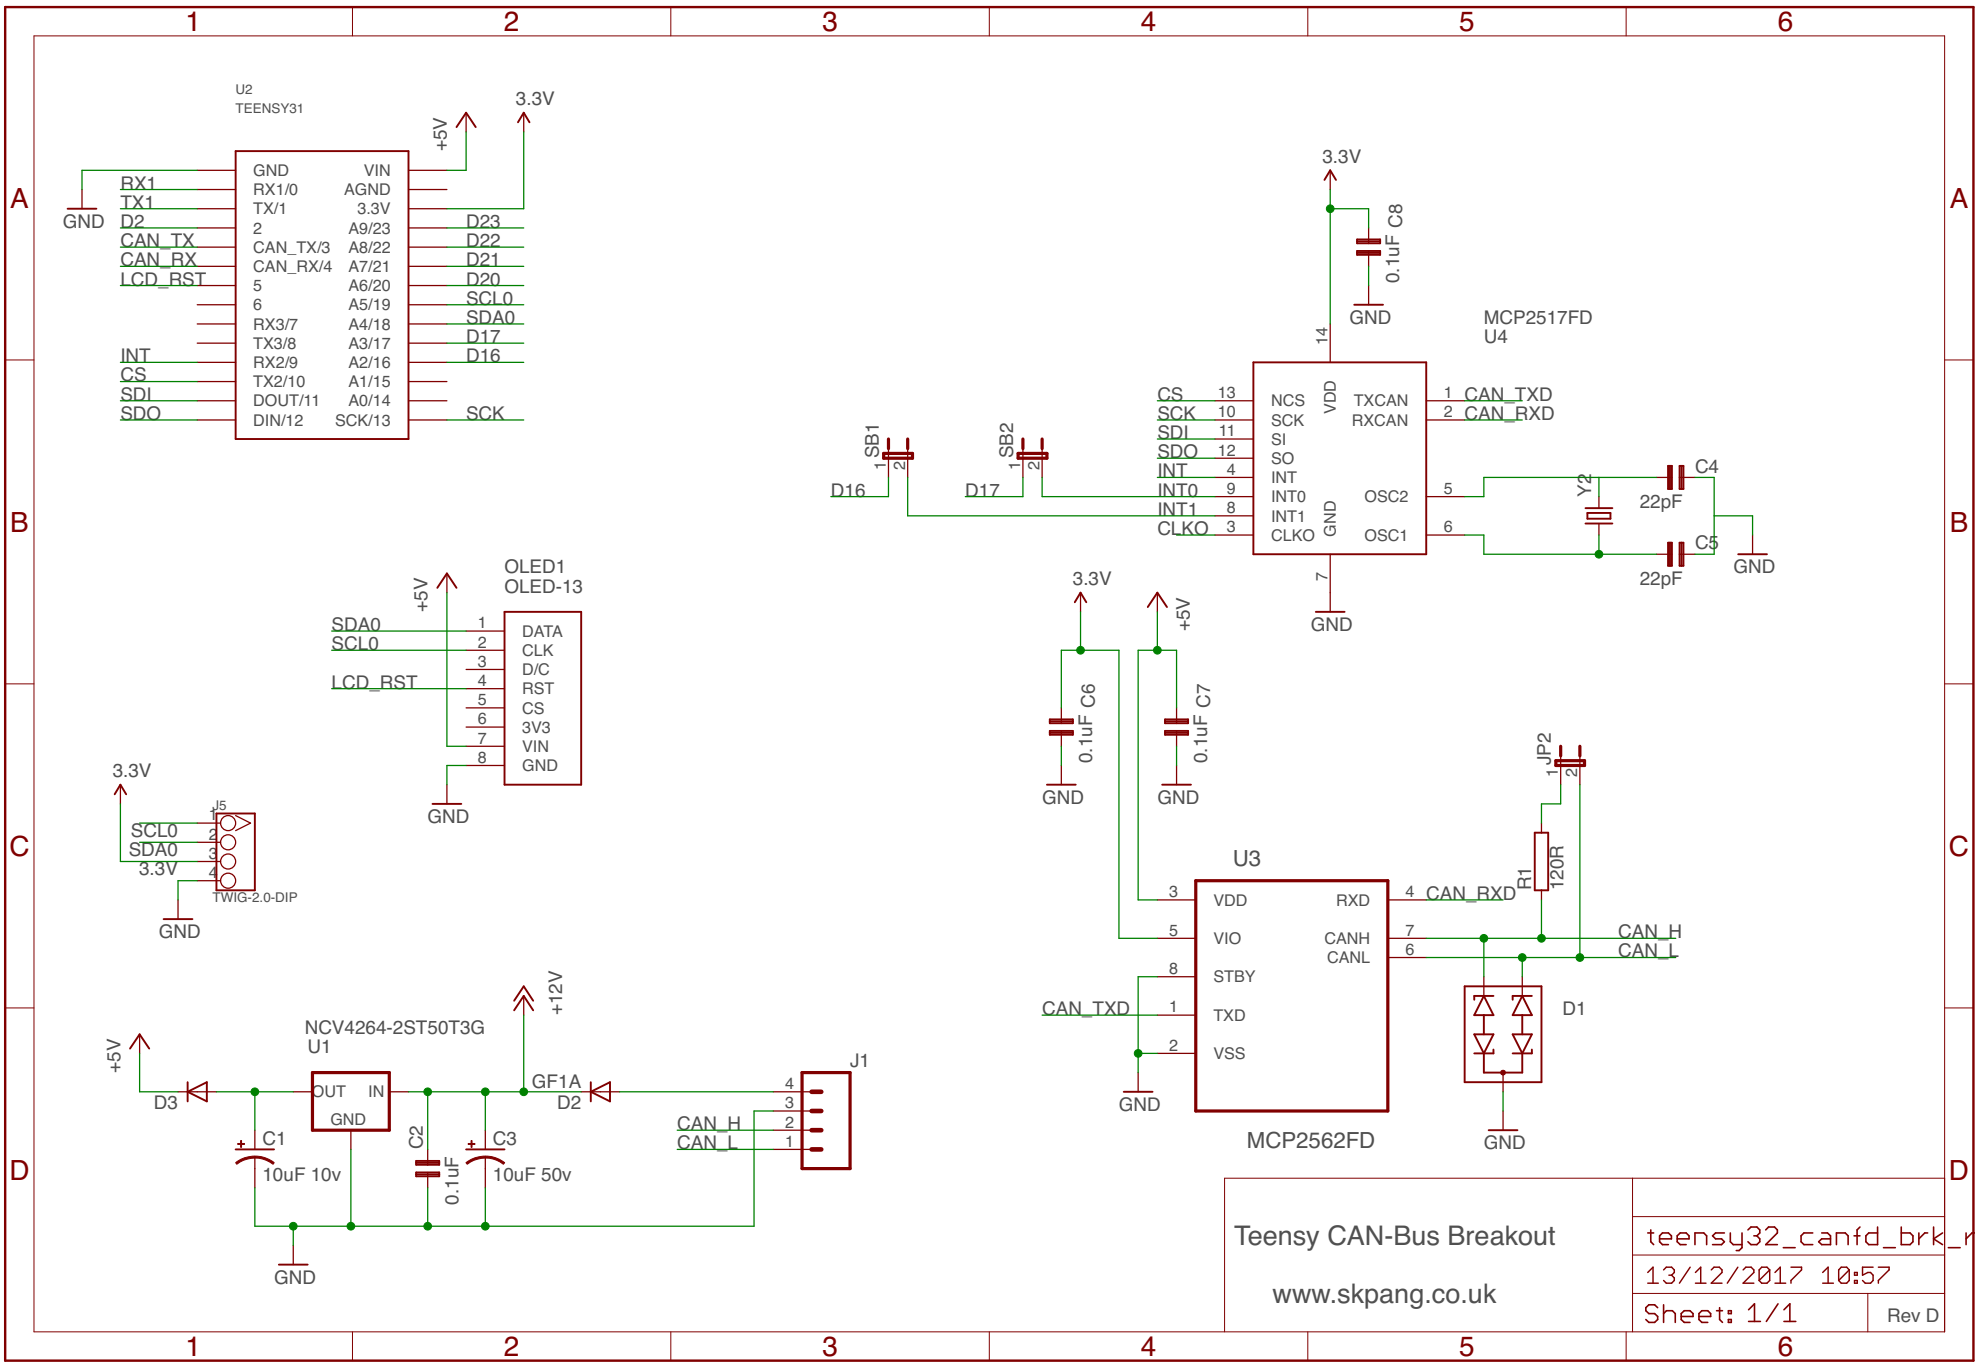 1 2 3 4 5 6
A
B
C
D
A
B
C
D
U2
TEENSY31
+5V
3.3V
GND
RX1
TX1
D2
CAN_TX
CAN_RX
LCD_RST
INT
CS
SDI
SDO
GND VIN
RX1/0 AGND
TX/1 3.3V
2 A9/23
CAN_TX/3 A8/22
CAN_RX/4 A7/21
5 A6/20
6 A5/19
RX3/7 A4/18
TX3/8 A3/17
RX2/9 A2/16
TX2/10 A1/15
DOUT/11 A0/14
DIN/12 SCK/13
D23
D22
D21
D20
SCL0
SDA0
D17
D16
SCK
3.3V
0.1uF C8
GND
MCP2517FD
U4
14
CS 13 NCS
SCK 10 SCK
SDI 11 SI
SDO 12 SO
INT 4 INT
INT0 9 INT0
INT1 8 INT1
CLKO 3 CLKO
VDD
GND
TXCAN 1 CAN_TXD
RXCAN 2 CAN_RXD
OSC2 5
OSC1 6
7
GND
SB1
1 2
D16
SB2
1 2
D17
Y2
C4
22pF
C5
22pF
GND
OLED1
OLED-13
+5V
SDA0 1 DATA
SCL0 2 CLK
3 D/C
LCD_RST 4 RST
5 CS
6 3V3
7 VIN
8 GND
GND
3.3V
+5V
0.1uF C6
GND
0.1uF C7
GND
3.3V
J5
1
SCL0 2
SDA0 3
3.3V 4
TWIG-2.0-DIP
GND
JP2
1 2
R1
120R
U3
3 VDD
5 VIO
8 STBY
CAN_TXD 1 TXD
2 VSS
RXD 4 CAN_RXD
CANH 7 CAN_H
CANL 6 CAN_L
GND
MCP2562FD
D1
GND
+5V
D3
NCV4264-2ST50T3G
U1
OUT IN
GND
+12V
GF1A
D2
C1
10uF 10v
C2
0.1uF
C3
10uF 50v
GND
J1
4
3
CAN_H 2
CAN_L 1
Teensy CAN-Bus Breakout
www.skpang.co.uk
teensy32_canfd_brk_r
13/12/2017 10:57
Sheet: 1/1
Rev D
1 2 3 4 5 6